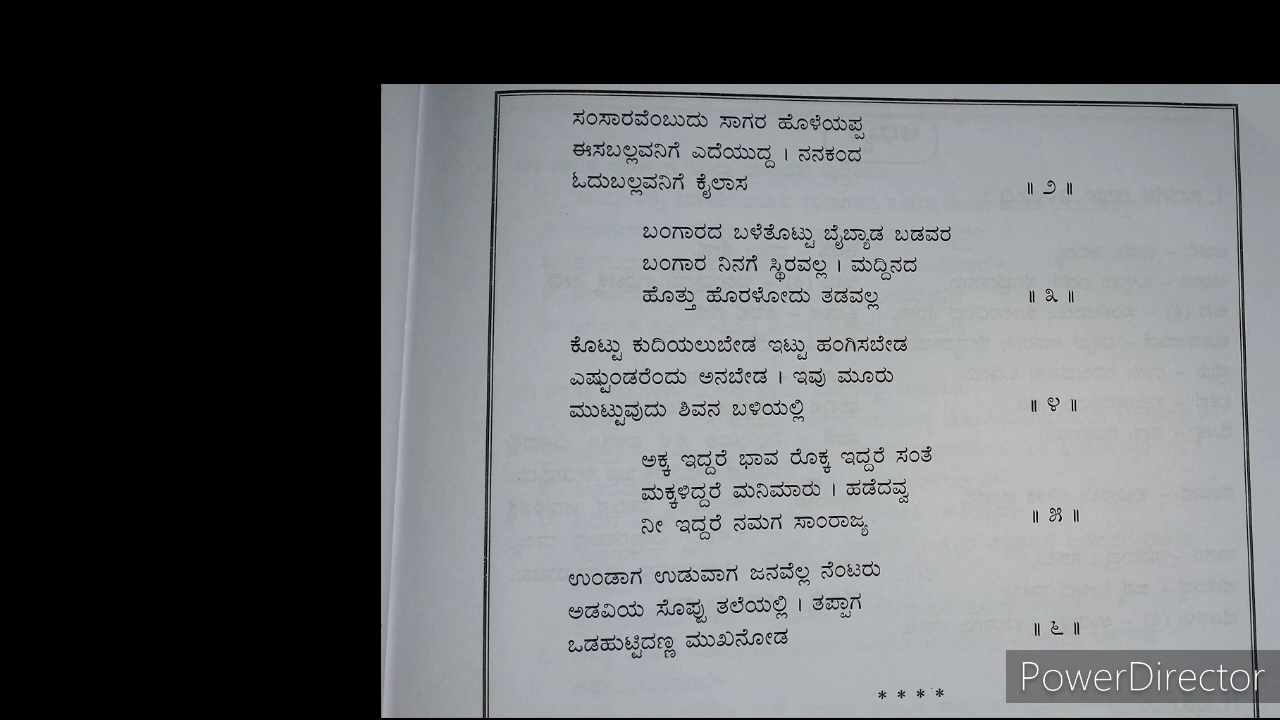 ಸಂಸಾರವೆಂಬುದು ಸಾಗರ ಹೊಳೆಯಪ್ಪ
ಈಸಬಲ್ಲವನಿಗೆ ಎದೆಯುದ್ದ । ನನಕಂದ
ಓದುಬಲ್ಲವನಿಗೆ ಕೈಲಾಸ ॥ ೨ ॥
ಬಂಗಾರದ ಬಳೆತೊಟ್ಟು ಬೈಬ್ಯಾಡ ಬಡವರ
ಬಂಗಾರ ನಿನಗೆ ಸ್ಥಿರವಲ್ಲ । ಮದ್ದಿನದ
ಹೊತ್ತು ಹೊರಳೋದು ತಡವಲ್ಲ ॥ ೩ ॥
ಕೊಟ್ಟು ಕುದಿಯಲುಬೇಡ ಇಟ್ಟು ಹಂಗಿಸಬೇಡ
ಎಷ್ಟುಂಡರೆಂದು ಅನಬೇಡ । ಇವು ಮೂರು
ಮುಟ್ಟುವುದು ಶಿವನ ಬಳಿಯಲ್ಲಿ ॥ ೪ ॥
ಅಕ್ಕ ಇದ್ದರೆ ಭಾವ ರೊಕ್ಕ ಇದ್ದರೆ ಸಂತೆ
ಮಕ್ಕಳಿದ್ದರೆ ಮನಿಮಾರು । ಹಡೆದವ್ವ
ನೀ ಇದ್ದರೆ ನಮಗ ಸಾಂರಾಜ್ಯ ॥ ೫ ॥
ಉಂಡಾಗ ಉಡುವಾಗ ಜನವೆಲ್ಲ ನೆಂಟರು
ಅಡವಿಯ ಸೊಪ್ಪು ತಲೆಯಲ್ಲಿ । ತಪ್ಪಾಗ
ಒಡಹುಟ್ಟಿದಣ್ಣ ಮುಖನೋಡ ॥ ೬ ॥
* * * *
PowerDirector